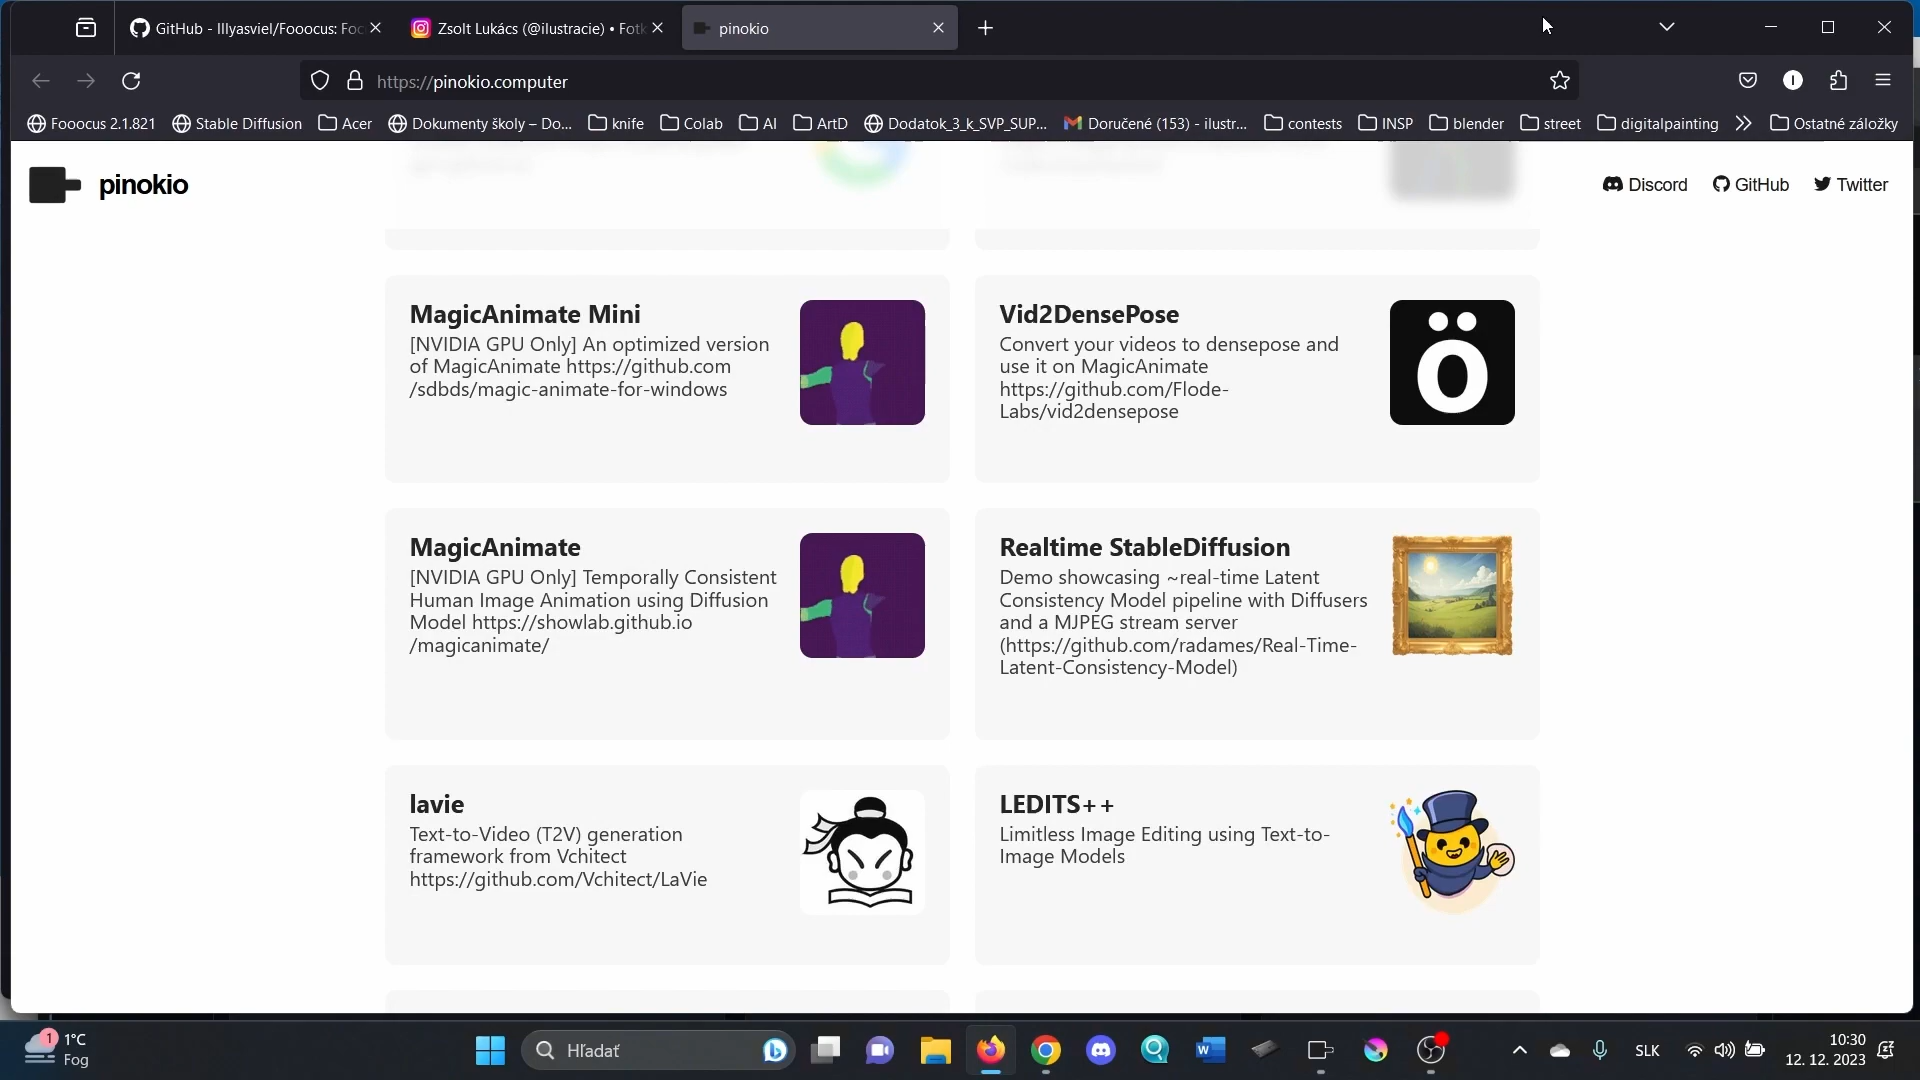 GitHub - lllyasviel/Fooocus: Foc
Zsolt Lukács (@ilustracie) • Fotk
pinokio
https://pinokio.computer
Fooocus 2.1.821
Stable Diffusion
Acer
Dokumenty školy – Do...
knife
Colab
AI
ArtD
Dodatok_3_k_SVP_SUP...
Doručené (153) - ilustr...
contests
INSP
blender
street
digitalpainting
Ostatné záložky
pinokio
Discord
GitHub
Twitter
MagicAnimate Mini
[NVIDIA GPU Only] An optimized version
of MagicAnimate https://github.com
/sdbds/magic-animate-for-windows
Vid2DensePose
Convert your videos to densepose and
use it on MagicAnimate
https://github.com/Flode-
Labs/vid2densepose
ö
MagicAnimate
[NVIDIA GPU Only] Temporally Consistent
Human Image Animation using Diffusion
Model https://showlab.github.io
/magicanimate/
Realtime StableDiffusion
Demo showcasing ~real-time Latent
Consistency Model pipeline with Diffusers
and a MJPEG stream server
(https://github.com/radames/Real-Time-
Latent-Consistency-Model)
lavie
Text-to-Video (T2V) generation
framework from Vchitect
https://github.com/Vchitect/LaVie
LEDITS++
Limitless Image Editing using Text-to-
Image Models
1
1°C
Fog
Hľadať
SLK
10:30
12. 12. 2023